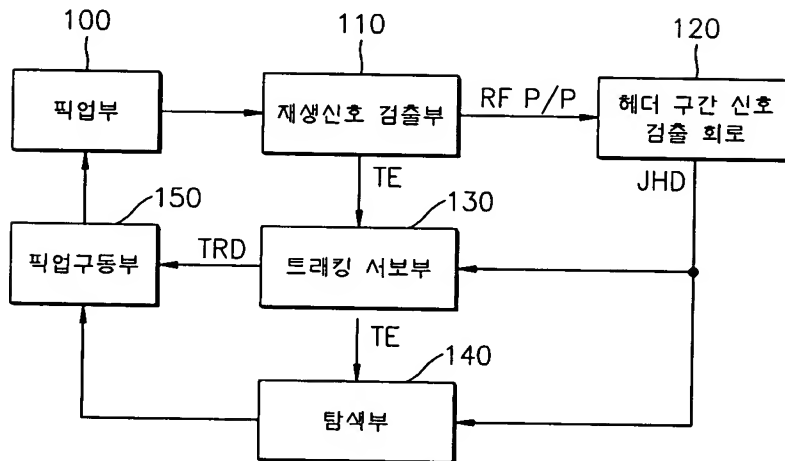 100
110
120
픽업부
재생신호 검출부
RF P/P
헤더 구간 신호
검출 회로
TE
JHD
150
130
픽업구동부
TRD
트래킹 서보부
TE
140
탐색부